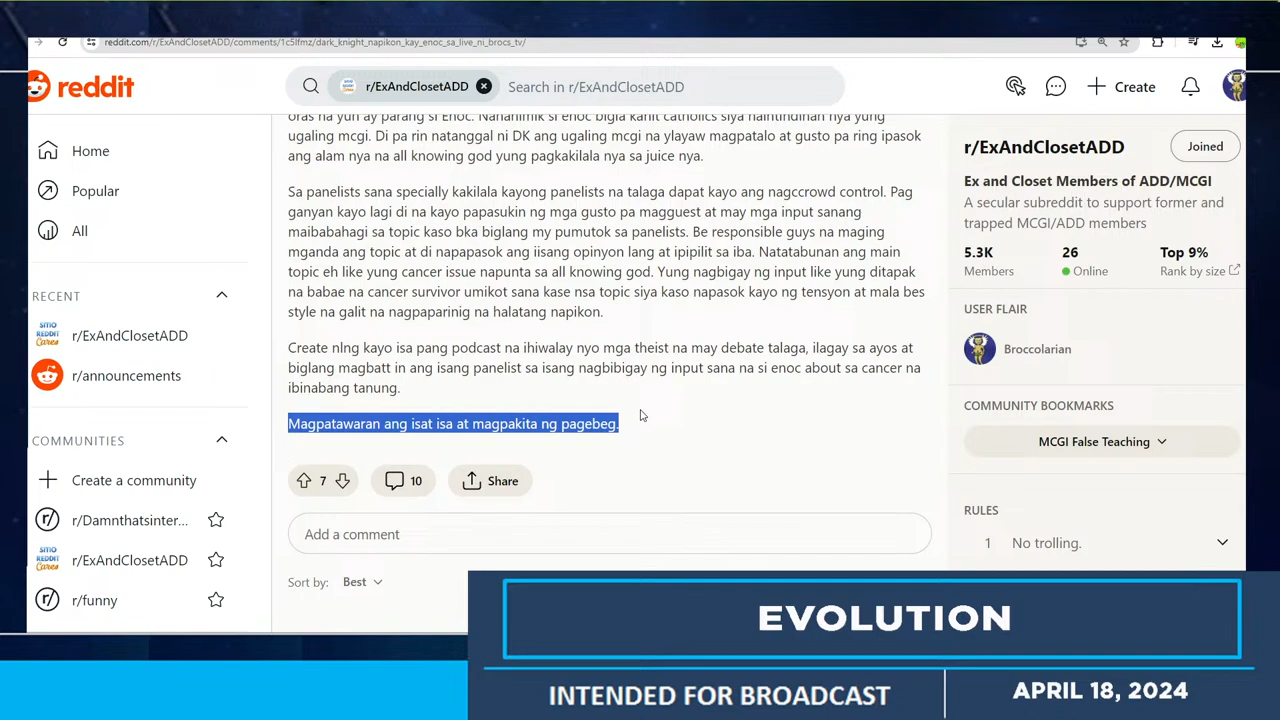 reddit.com/r/ExAndClosetADD/comments/1c5lfmz/dark_knight_napikon_kay_enoc_sa_live_ni_brocs_tv/
reddit
r/ExAndClosetADD
Search in r/ExAndClosetADD
Create
Home
Popular
All
RECENT
r/ExAndClosetADD
r/announcements
COMMUNITIES
Create a community
r/Damnthatsinter...
r/ExAndClosetADD
r/funny
oras na yun ay parang si Enoc. Nananimik si enoc bigla kahit catholics siya naintindihan nya yung
ugaling mcgi. Di pa rin natanggal ni DK ang ugaling mcgi na ylayaw magpatalo at gusto pa ring ipasok
ang alam nya na all knowing god yung pagkakilala nya sa juice nya.
Sa panelists sana specially kakilala kayong panelists na talaga dapat kayo ang nagccrowd control. Pag
ganyan kayo lagi di na kayo papasukin ng mga gusto pa magguest at may mga input sanang
maibabahagi sa topic kaso bka biglang my pumutok sa panelists. Be responsible guys na maging
mganda ang topic at di napapasok ang iisang opinyon lang at ipipilit sa iba. Natatabunan ang main
topic eh like yung cancer issue napunta sa all knowing god. Yung nagbigay ng input like yung ditapak
na babae na cancer survivor umikot sana kase nsa topic siya kaso napasok kayo ng tensyon at mala bes
style na galit na nagpaparinig na halatang napikon.
Create nlng kayo isa pang podcast na ihiwalay nyo mga theist na may debate talaga, ilagay sa ayos at
biglang magbatt in ang isang panelist sa isang nagbibigay ng input sana na si enoc about sa cancer na
ibinabang tanung.
Magpatawaran ang isat isa at magpakita ng pagebeg.
7
10
Share
Add a comment
Sort by: Best
r/ExAndClosetADD
Joined
Ex and Closet Members of ADD/MCGI
A secular subreddit to support former and
trapped MCGI/ADD members
5.3K 26 Top 9%
Members Online Rank by size
USER FLAIR
Broccolarian
COMMUNITY BOOKMARKS
MCGI False Teaching
RULES
1 No trolling.
EVOLUTION
INTENDED FOR BROADCAST
APRIL 18, 2024